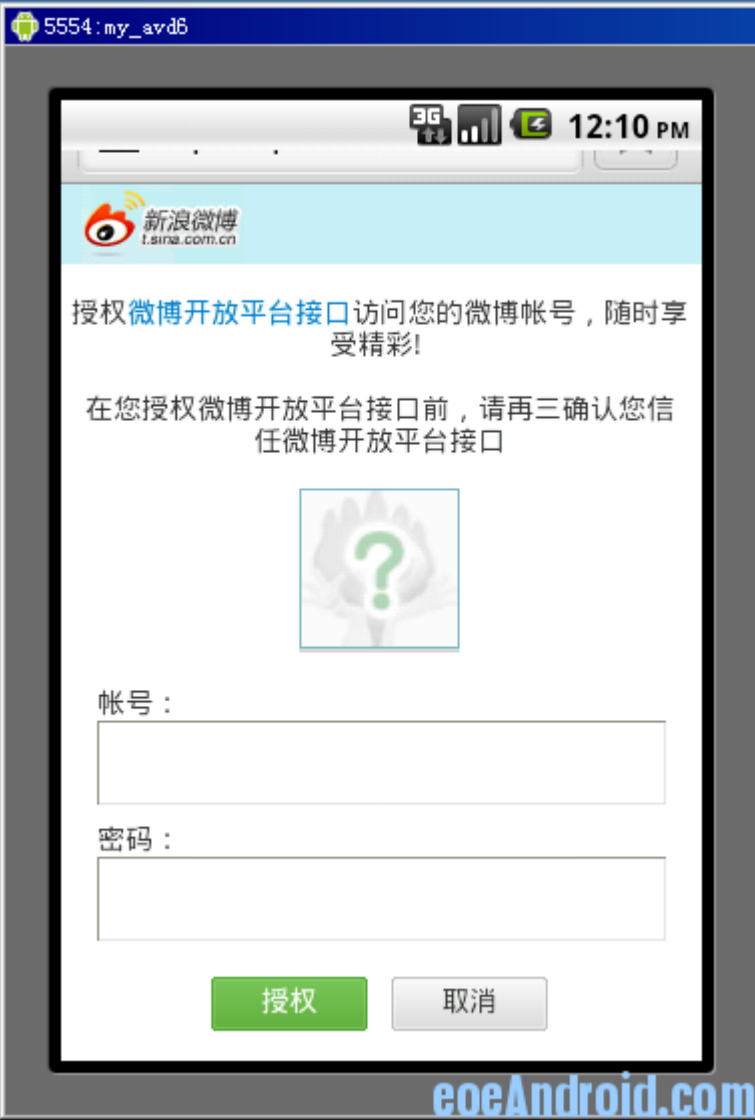 5554:my_avd6
3G
12:10 PM
新浪微博
t.sina.com.cn
授权微博开放平台接口访问您的微博帐号，随时享
受精彩!
在您授权微博开放平台接口前，请再三确认您信
任微博开放平台接口
?
帐号：
密码：
授权 取消
eoeAndroid.com